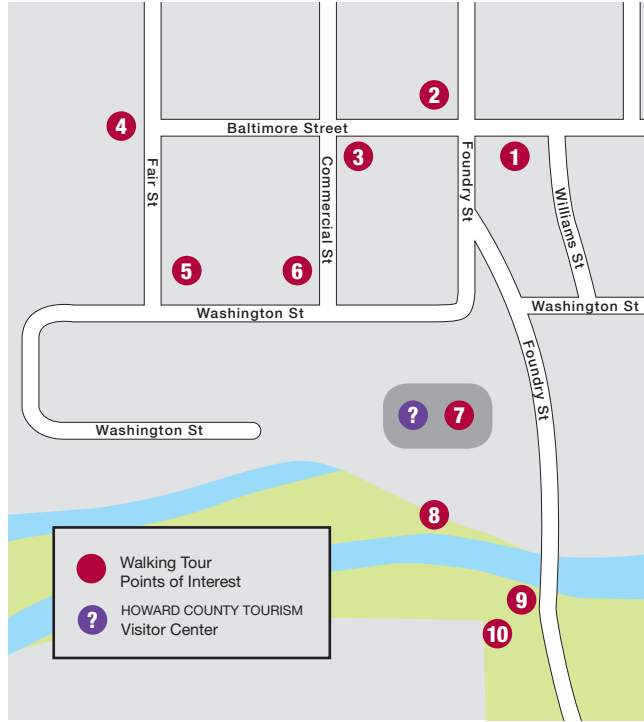 2
4
Baltimore Street
3
1
Fair St
Commercial St
Foundry St
Williams St
5
6
Washington St
Washington St
Foundry St
?
7
Washington St
8
Walking Tour
Points of Interest
?
HOWARD COUNTY TOURISM
Visitor Center
9
10